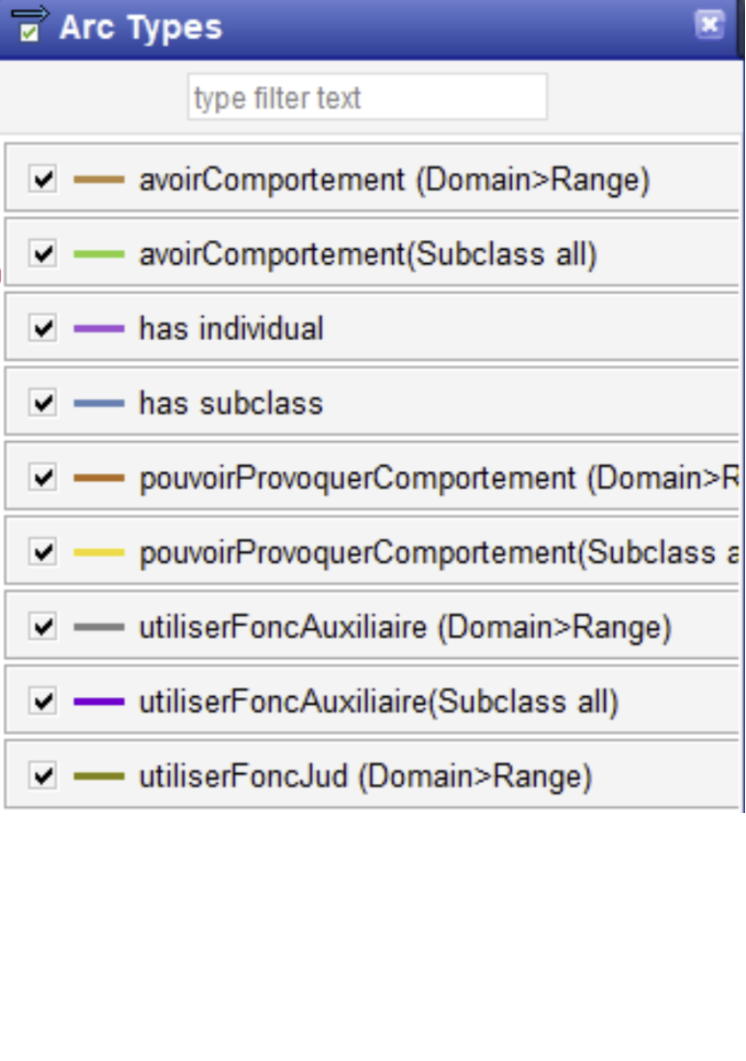 Arc Types
type filter text
avoirComportement (Domain>Range)
avoirComportement(Subclass all)
has individual
has subclass
pouvoirProvoquerComportement (Domain>R
pouvoirProvoquerComportement(Subclass a
utiliserFoncAuxiliaire (Domain>Range)
utiliserFoncAuxiliaire(Subclass all)
utiliserFoncJud (Domain>Range)